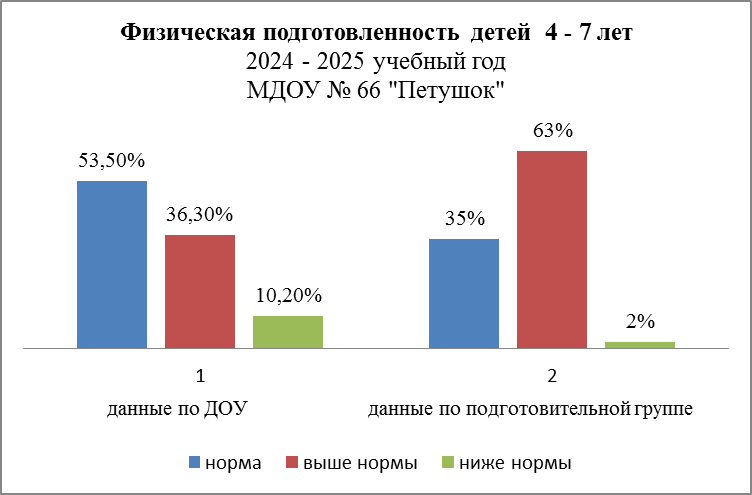 Физическая подготовленность детей 4 - 7 лет
2024 - 2025 учебный год
МДОУ № 66 "Петушок"
53,50%
36,30%
10,20%
35%
63%
2%
1
2
данные по ДОУ
данные по подготовительной группе
норма
выше нормы
ниже нормы